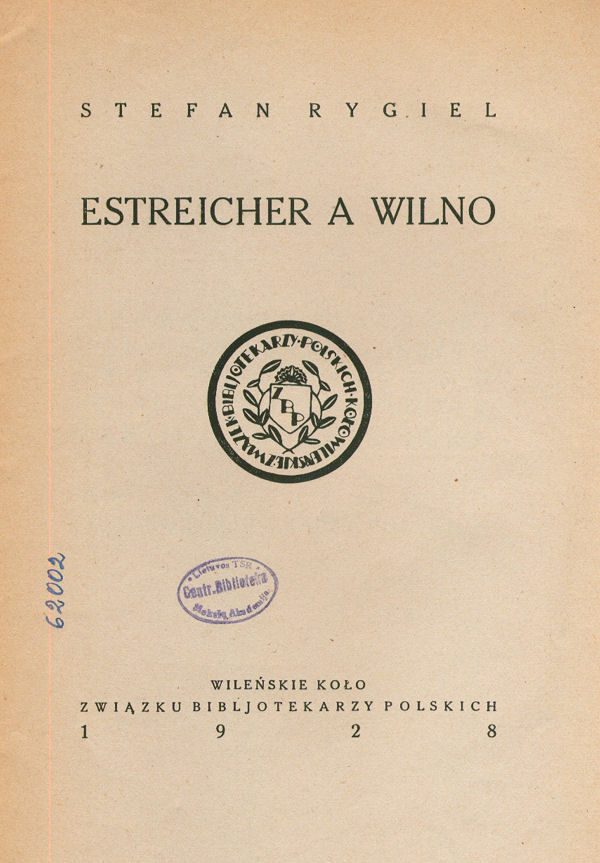 STEFAN RYGIEL
ESTREICHER A WILNO
ZWIĄZEK·BIBLJOTEKARZY·POLSKICH·KOŁO WILEŃSKIE·
ZBP
62002
Lietuvos TSR
Centr. Biblioteka
Mokslų Akademija
WILEŃSKIE KOŁO
ZWIĄZKU BIBLJOTEKARZY POLSKICH
1928